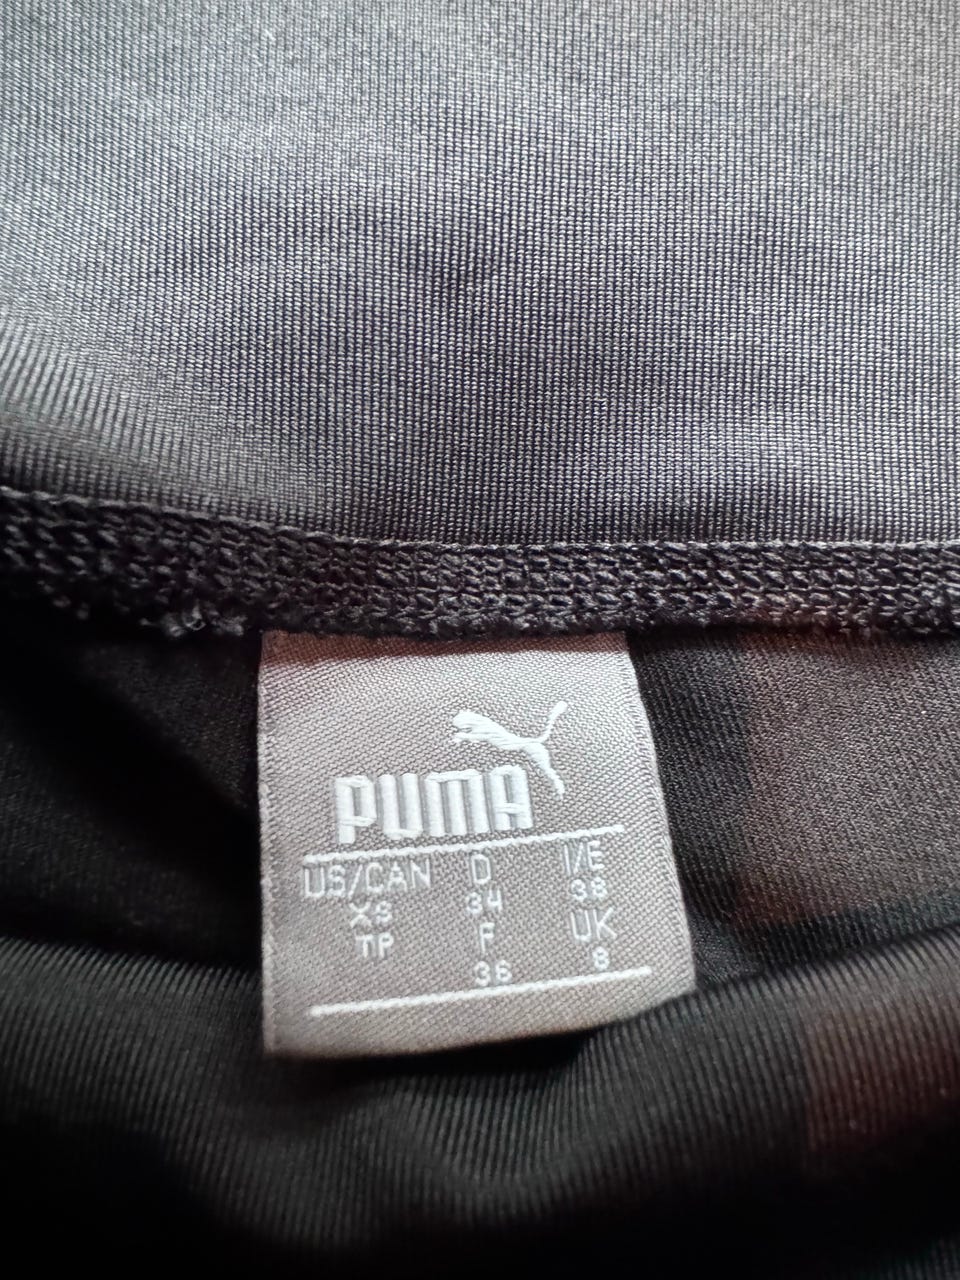 PUMA
US/CAN D I/E
XS 34 38
TP F UK
36 8